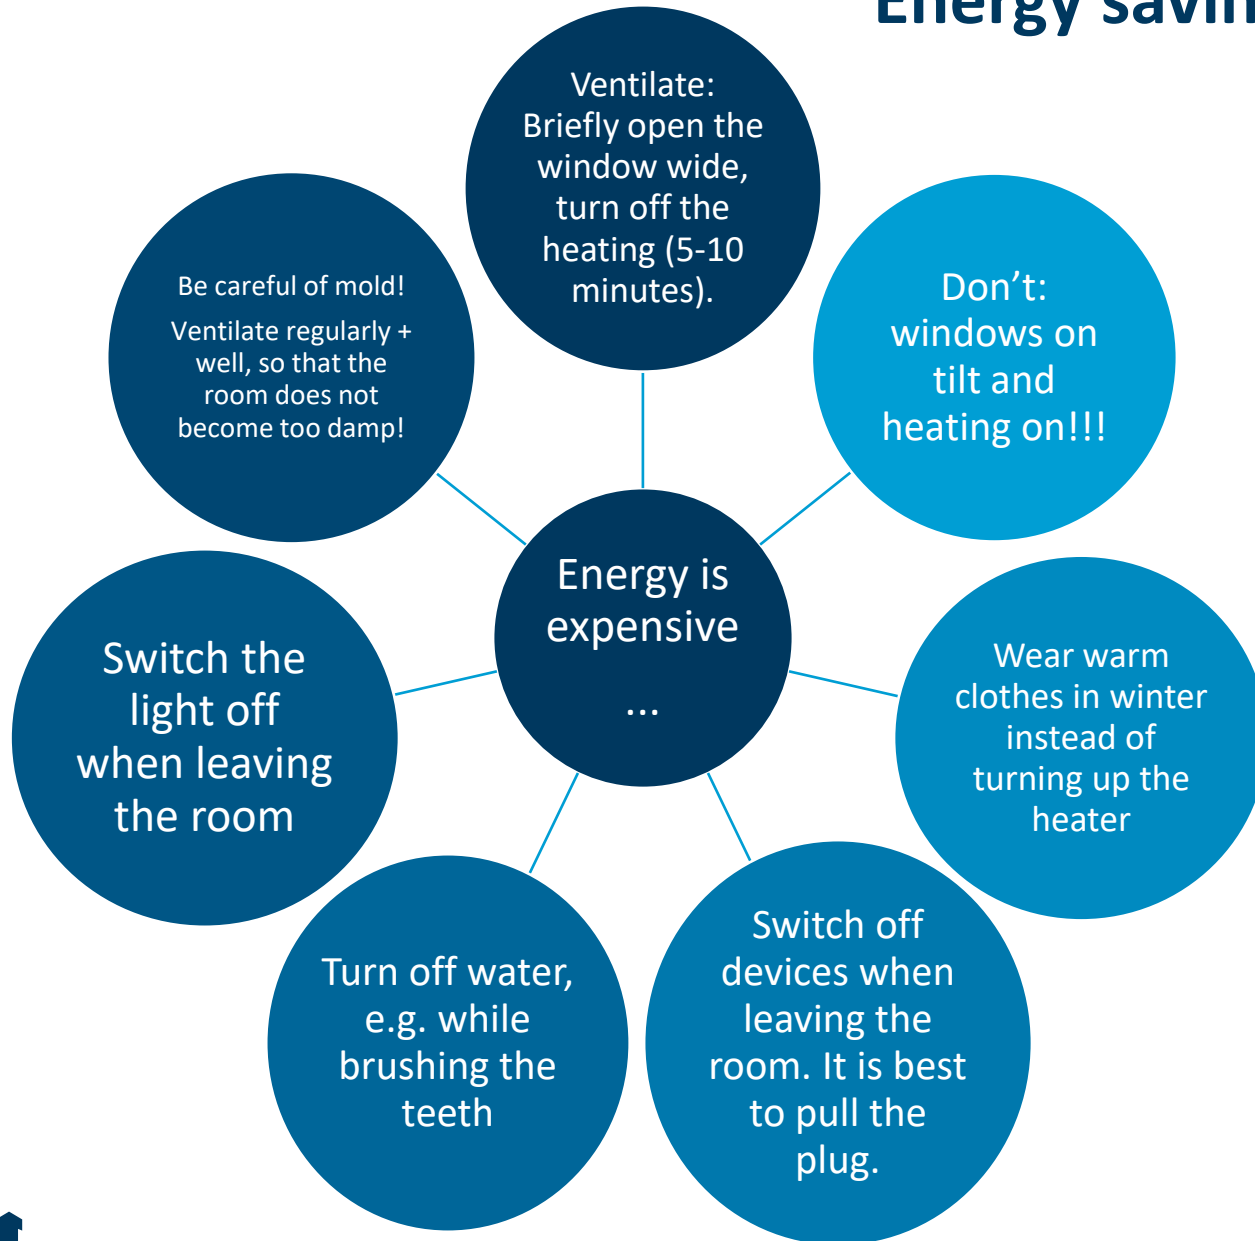 Energy savin
Ventilate:
Briefly open the
window wide,
turn off the
heating (5-10
minutes).
Don’t:
windows on
tilt and
heating on!!!
Wear warm
clothes in winter
instead of
turning up the
heater
Switch off
devices when
leaving the
room. It is best
to pull the
plug.
Turn off water,
e.g. while
brushing the
teeth
Switch the
light off
when leaving
the room
Be careful of mold!
Ventilate regularly +
well, so that the
room does not
become too damp!
Energy is
expensive
...